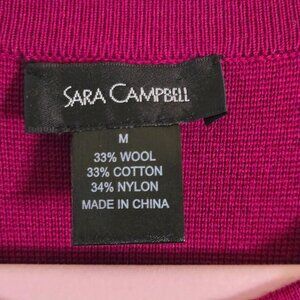 SARA CAMPBELL
M
33% WOOL
33% COTTON
34% NYLON
MADE IN CHINA